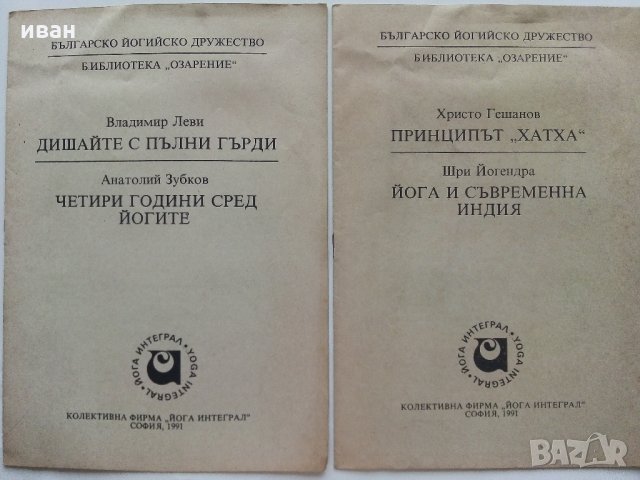 иван
БЪЛГАРСКО ЙОГИЙСКО ДРУЖЕСТВО
БИБЛИОТЕКА „ОЗАРЕНИЕ"
Владимир Леви
ДИШАЙТЕ С ПЪЛНИ ГЪРДИ
Анатолий Зубков
ЧЕТИРИ ГОДИНИ СРЕД
ЙОГИТЕ
ЙОГА ИНТЕГРАЛ • YOGA INTEGRAL •
КОЛЕКТИВНА ФИРМА „ЙОГА ИНТЕГРАЛ"
СОФИЯ, 1991
БЪЛГАРСКО ЙОГИЙСКО ДРУЖЕСТВО
БИБЛИОТЕКА „ОЗАРЕНИЕ"
Христо Гешанов
ПРИНЦИПЪТ „ХАТХА"
Шри Йогендра
ЙОГА И СЪВРЕМЕННА
ИНДИЯ
ЙОГА ИНТЕГРАЛ • YOGA INTEGRAL •
КОЛЕКТИВНА ФИРМА „ЙОГА ИНТЕГРАЛ"
СОФИЯ, 1991
BAZAR